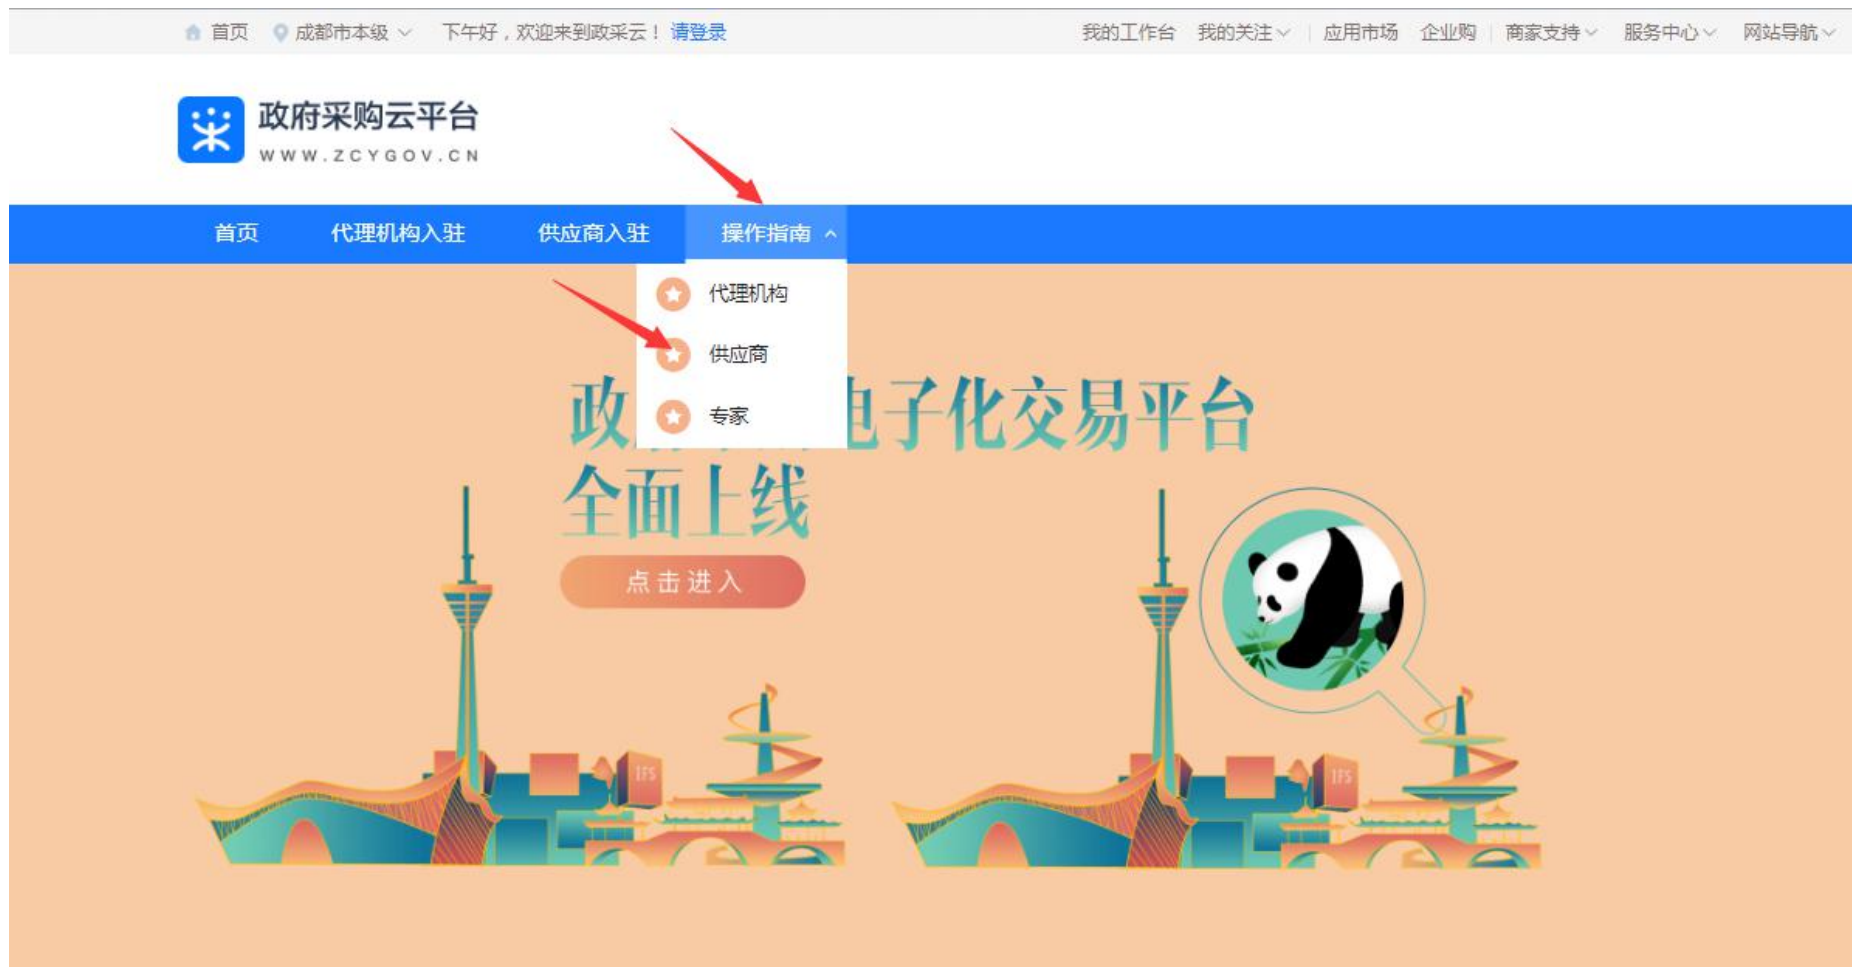 首页 成都市本级 下午好，欢迎来到政采云！ 请登录 我的工作台 我的关注 应用市场 企业购 商家支持 服务中心 网站导航
政府采购云平台
WWW.ZCYGOV.CN
首页 代理机构入驻 供应商入驻 操作指南
代理机构
供应商
专家
政 电子化交易平台
全面上线
点击进入
IFS
IFS